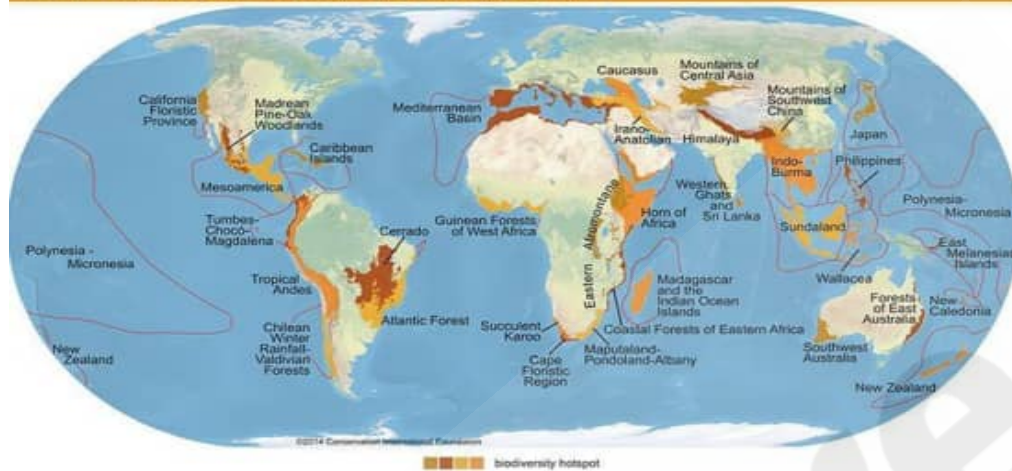 California
Floristic
Province
Madrean
Pine-Oak
Woodlands
Caribbean
Islands
Mesoamerica
Tumbes-
Chocó-
Magdalena
Polynesia -
Micronesia
Tropical
Andes
Cerrado
Atlantic Forest
Chilean
Winter
Rainfall-
Valdivian
Forests
New
Zealand
Mediterranean
Basin
Caucasus
Irano-
Anatolian
Mountains of
Central Asia
Mountains of
Southwest
China
Himalaya
Japan
Indo-
Burma
Philippines
Western
Ghats
and
Sri Lanka
Guinean Forests
of West Africa
Eastern Afromontane
Horn of
Africa
Sundaland
Wallacea
Polynesia-
Micronesia
East
Melanesian
Islands
Madagascar
and the
Indian Ocean
Islands
Coastal Forests of Eastern Africa
Succulent
Karoo
Cape
Floristic
Region
Maputaland-
Pondoland-Albany
Forests
of East
Australia
New
Caledonia
Southwest
Australia
New Zealand
©2014 Conservation International Foundation
biodiversity hotspot